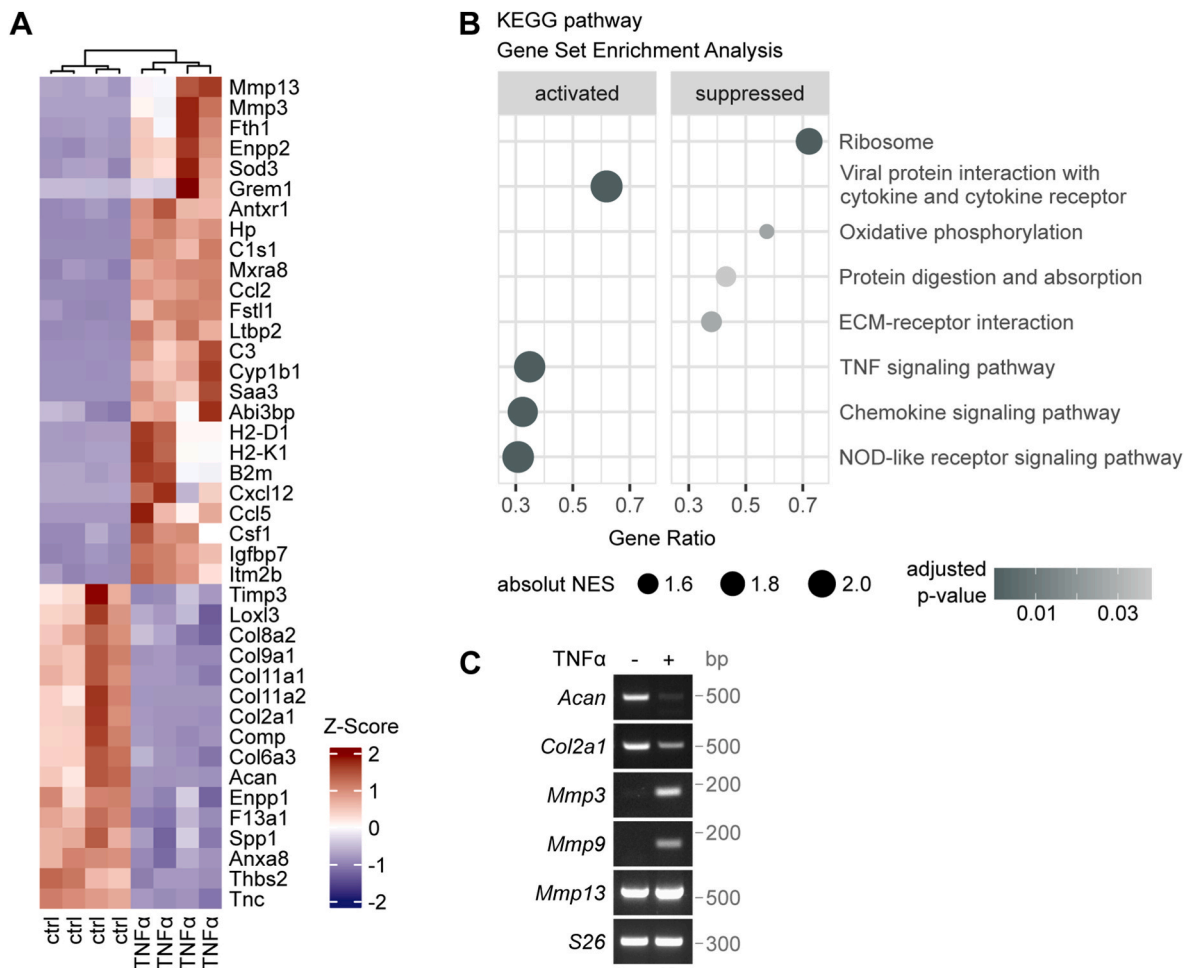 A
Mmp13
Mmp3
Fth1
Enpp2
Sod3
Grem1
Antxr1
Hp
C1s1
Mxra8
Ccl2
Fstl1
Ltbp2
C3
Cyp1b1
Saa3
Abi3bp
H2-D1
H2-K1
B2m
Cxcl12
Ccl5
Csf1
Igfbp7
Itm2b
Timp3
Loxl3
Col8a2
Col9a1
Col11a1
Col11a2
Col2a1
Comp
Col6a3
Acan
Enpp1
F13a1
Spp1
Anxa8
Thbs2
Tnc
ctrl
ctrl
ctrl
ctrl
TNFα
TNFα
TNFα
TNFα
Z-Score
2
1
0
-1
-2
B
KEGG pathway
Gene Set Enrichment Analysis
activated
suppressed
Ribosome
Viral protein interaction with
cytokine and cytokine receptor
Oxidative phosphorylation
Protein digestion and absorption
ECM-receptor interaction
TNF signaling pathway
Chemokine signaling pathway
NOD-like receptor signaling pathway
0.3 0.5 0.7 0.3 0.5 0.7
Gene Ratio
absolut NES 1.6 1.8 2.0
adjusted
p-value
0.01 0.03
C
TNFα - + bp
Acan -500
Col2a1 -500
Mmp3 -200
Mmp9 -200
Mmp13 -500
S26 -300